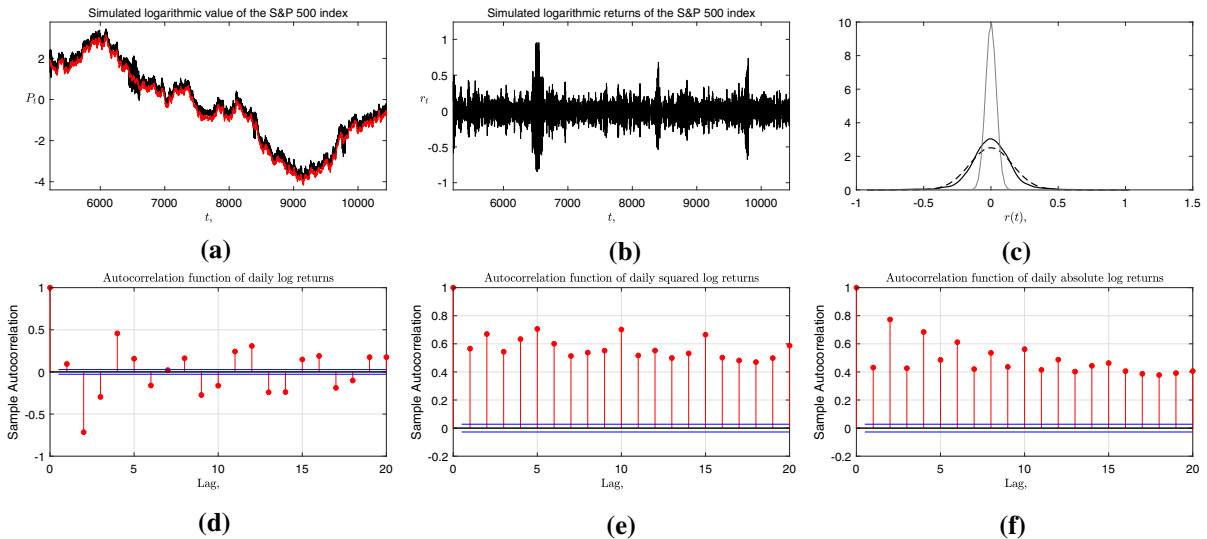 Simulated logarithmic value of the S&P 500 index
2
P_t 0
-2
-4
6000 7000 8000 9000 10000
t,
(a)
Simulated logarithmic returns of the S&P 500 index
1
0.5
r_t
0
-0.5
-1
6000 7000 8000 9000 10000
t,
(b)
10
8
6
4
2
0
-1 -0.5 0 0.5 1 1.5
r(t),
(c)
Autocorrelation function of daily log returns
Sample Autocorrelation
1
0.5
0
-0.5
-1
0 5 10 15 20
Lag,
(d)
Autocorrelation function of daily squared log returns
Sample Autocorrelation
1
0.8
0.6
0.4
0.2
0
-0.2
0 5 10 15 20
Lag,
(e)
Autocorrelation function of daily absolute log returns
Sample Autocorrelation
1
0.8
0.6
0.4
0.2
0
-0.2
0 5 10 15 20
Lag,
(f)